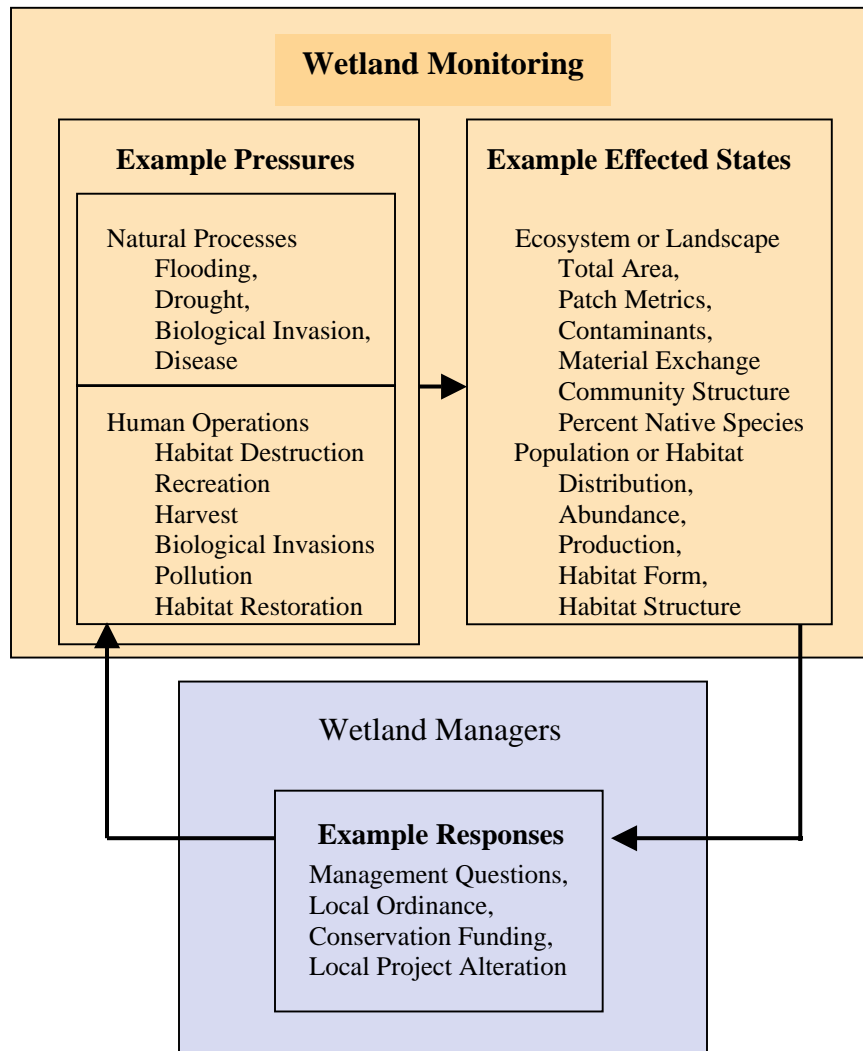 Wetland Monitoring
Example Pressures
Natural Processes
Flooding,
Drought,
Biological Invasion,
Disease
Human Operations
Habitat Destruction
Recreation
Harvest
Biological Invasions
Pollution
Habitat Restoration
Example Effected States
Ecosystem or Landscape
Total Area,
Patch Metrics,
Contaminants,
Material Exchange
Community Structure
Percent Native Species
Population or Habitat
Distribution,
Abundance,
Production,
Habitat Form,
Habitat Structure
Wetland Managers
Example Responses
Management Questions,
Local Ordinance,
Conservation Funding,
Local Project Alteration